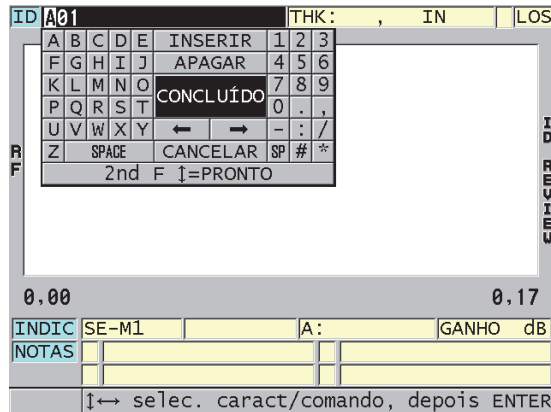 ID A01 THK: , IN LOS
A B C D E INSERIR 1 2 3
F G H I J APAGAR 4 5 6
K L M N O CONCLUÍDO 7 8 9
P Q R S T 0 . ,
U V W X Y ← → - : /
Z SPACE CANCELAR SP # *
2nd F ↕=PRONTO
RF
ID REVIEW
0,00 0,17
INDIC SE-M1 A: GANHO dB
NOTAS
↕↔ selec. caract/comando, depois ENTER